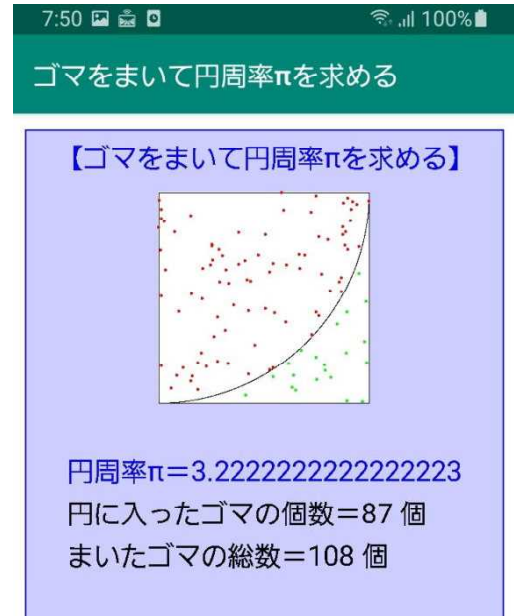 7:50 100%
ゴマをまいて円周率πを求める
【ゴマをまいて円周率πを求める】
円周率π=3.2222222222222223
円に入ったゴマの個数=87 個
まいたゴマの総数=108 個